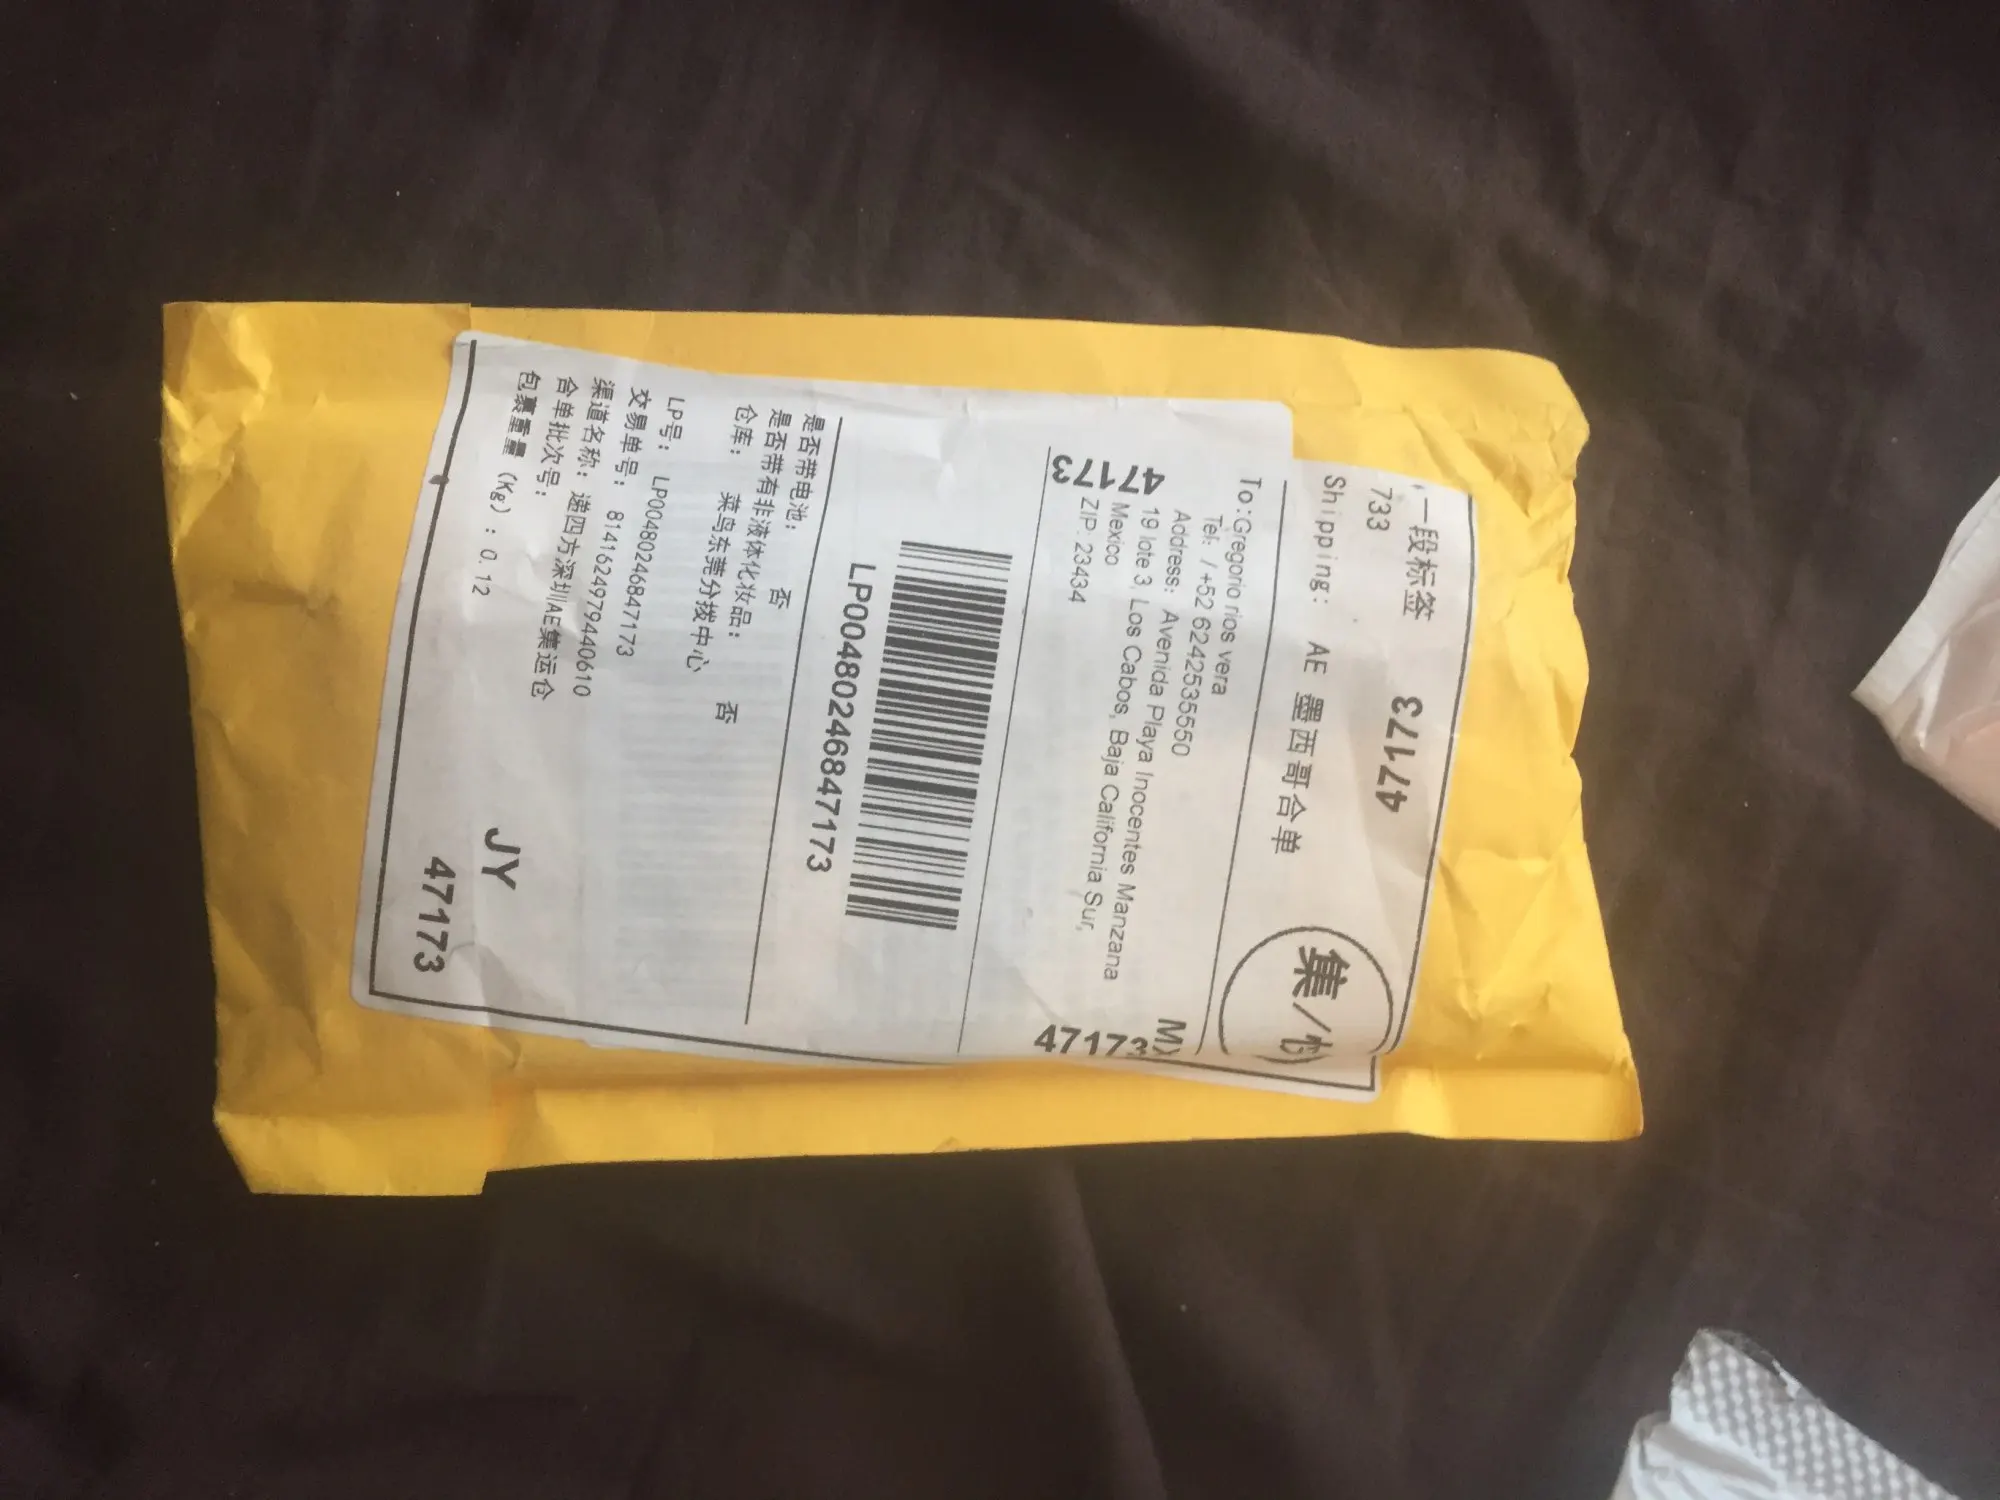 一段标签
733
47173
Shipping: AE 墨西哥合单
集
To:Gregorio rios vera
Tel: / +52 6242535550
Address: Avenida Playa Inocentes Manzana
19 lote 3, Los Cabos, Baja California Sur,
Mexico
ZIP: 23434
47173
47173
LP00480246847173
是否带电池: 否
是否带有非液体化妆品: 否
仓库: 菜鸟东莞分拨中心
LP号: LP00480246847173
交易单号: 8141624979440610
渠道名称: 递四方深圳AE集运仓
合单批次号:
包裹重量 (Kg): 0.12
JY
47173